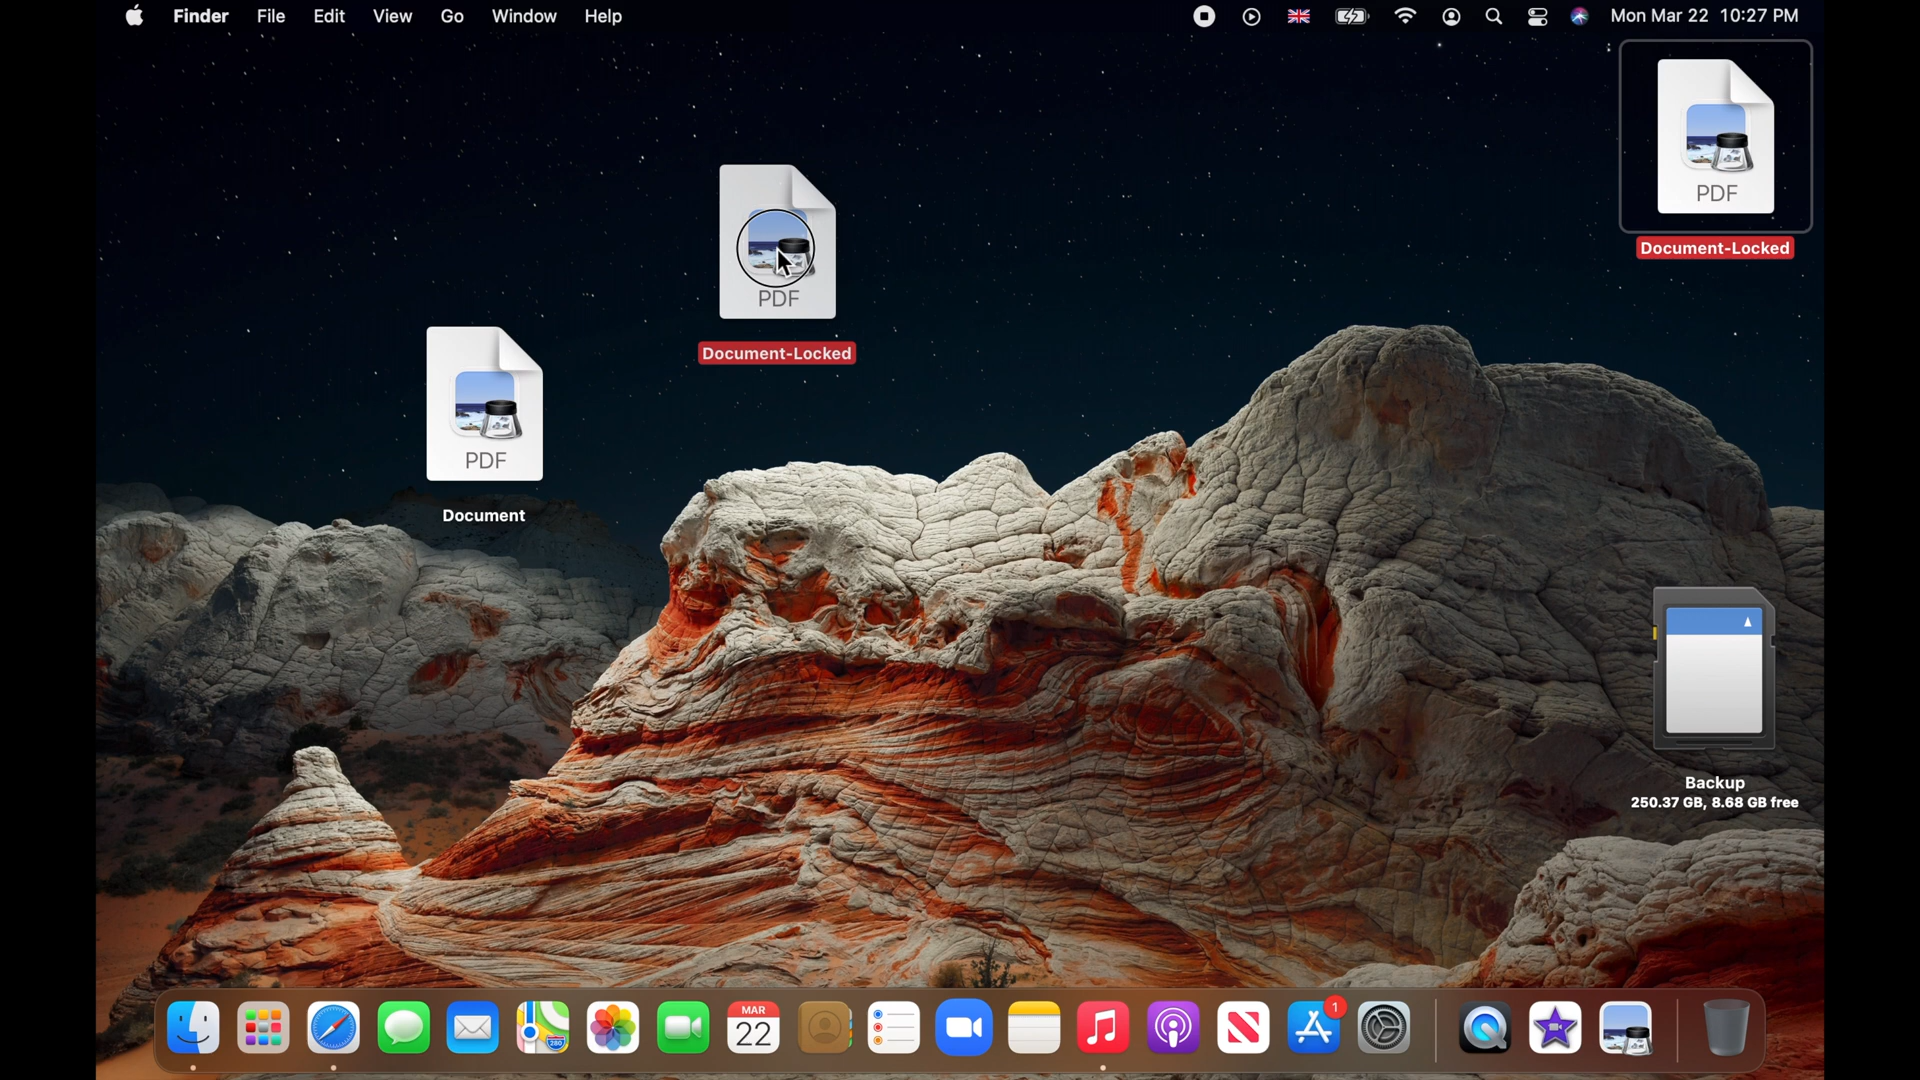 Finder File Edit View Go Window Help Mon Mar 22 10:27 PM
PDF
Document-Locked
PDF
Document-Locked
PDF
Document
Backup
250.37 GB, 8.68 GB free
MAR
22
280
1